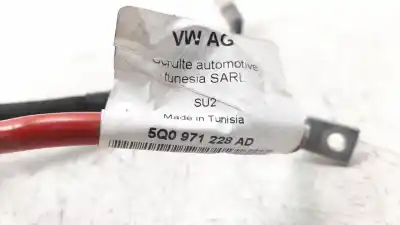 VW AG
Schulte automotive
tunesia SARL
SU2
Made in Tunisia
5Q0 971 228 AD